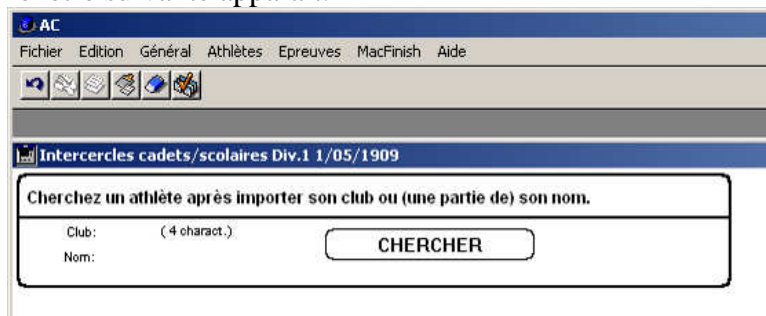 AC
Fichier Edition Général Athlètes Epreuves MacFinish Aide
Intercercles cadets/scolaires Div.1 1/05/1909
Cherchez un athlète après importer son club ou (une partie de) son nom.
Club: ( 4 charact.)
CHERCHER
Nom: